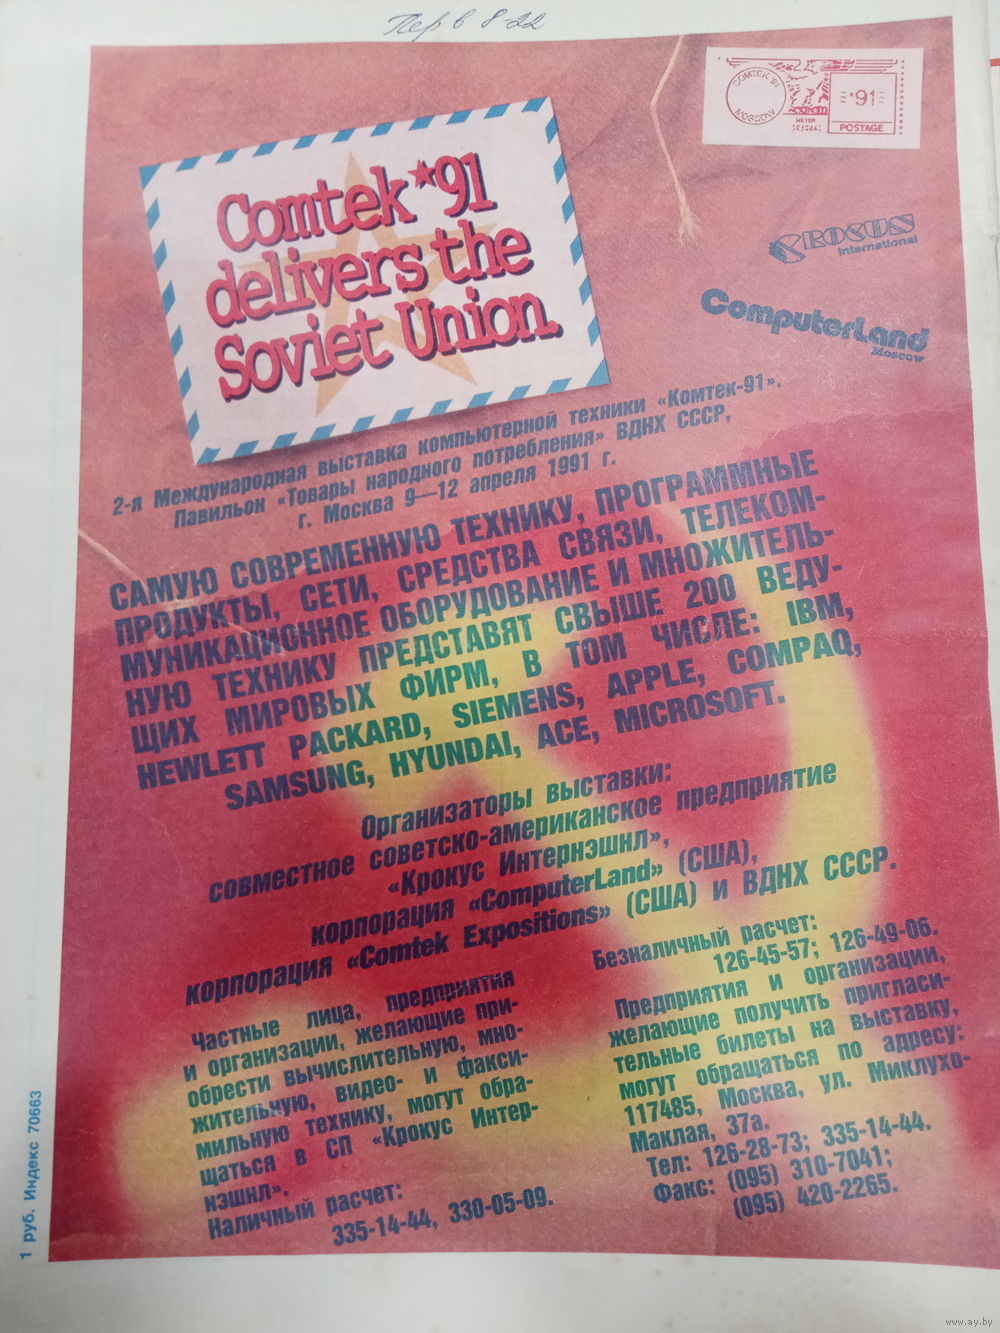 Пер в 8-22
COMTEK '91
MOSCOW
METER
*91
POSTAGE
Comtek*91
delivers the
Soviet Union.
CROCUS
International
ComputerLand
Moscow
2-я Международная выставка компьютерной техники «Комтек-91».
Павильон «Товары народного потребления» ВДНХ СССР,
г. Москва 9—12 апреля 1991 г.
САМУЮ СОВРЕМЕННУЮ ТЕХНИКУ, ПРОГРАММНЫЕ
ПРОДУКТЫ, СЕТИ, СРЕДСТВА СВЯЗИ, ТЕЛЕКОМ-
МУНИКАЦИОННОЕ ОБОРУДОВАНИЕ И МНОЖИТЕЛЬ-
НУЮ ТЕХНИКУ ПРЕДСТАВЯТ СВЫШЕ 200 ВЕДУ-
ЩИХ МИРОВЫХ ФИРМ, В ТОМ ЧИСЛЕ: IBM,
HEWLETT PACKARD, SIEMENS, APPLE, COMPAQ,
SAMSUNG, HYUNDAI, ACE, MICROSOFT.
Организаторы выставки:
совместное советско-американское предприятие
«Крокус Интернэшнл»,
корпорация «ComputerLand» (США),
корпорация «Comtek Expositions» (США) и ВДНХ СССР.
Частные лица, предприятия
и организации, желающие при-
обрести вычислительную, мно-
жительную, видео- и факси-
мильную технику, могут обра-
щаться в СП «Крокус Интер-
нэшнл».
Наличный расчет:
335-14-44, 330-05-09.
Безналичный расчет:
126-45-57; 126-49-06.
Предприятия и организации,
желающие получить пригласи-
тельные билеты на выставку,
могут обращаться по адресу:
117485, Москва, ул. Миклухо-
Маклая, 37а.
Тел: 126-28-73; 335-14-44.
Факс: (095) 310-7041;
(095) 420-2265.
1 руб. Индекс 70663
www.ay.by